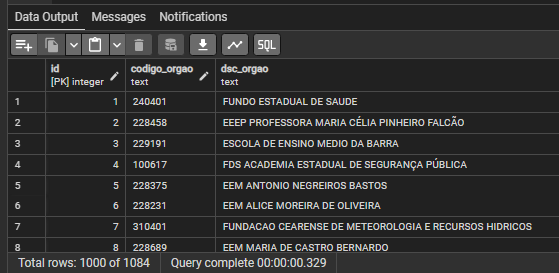 Data Output Messages Notifications
SQL
id codigo_orgao dsc_orgao
[PK] integer text text
1 1 240401 FUNDO ESTADUAL DE SAUDE
2 2 228458 EEEP PROFESSORA MARIA CÉLIA PINHEIRO FALCÃO
3 3 229191 ESCOLA DE ENSINO MEDIO DA BARRA
4 4 100617 FDS ACADEMIA ESTADUAL DE SEGURANÇA PÚBLICA
5 5 228375 EEM ANTONIO NEGREIROS BASTOS
6 6 228231 EEM ALICE MOREIRA DE OLIVEIRA
7 7 310401 FUNDACAO CEARENSE DE METEOROLOGIA E RECURSOS HIDRICOS
8 8 228689 EEM MARIA DE CASTRO BERNARDO
Total rows: 1000 of 1084 Query complete 00:00:00.329